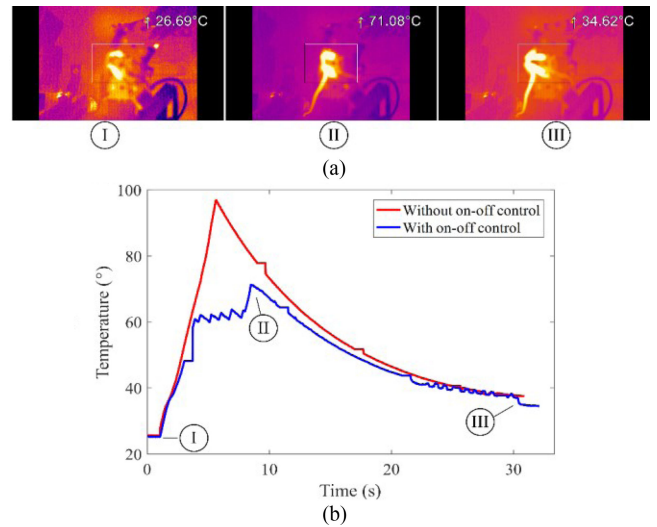 ↑ 26.69°C
↑ 71.08°C
↑ 34.62°C
I
II
III
(a)
100
80
60
40
20
Temperature (°)
Without on-off control
With on-off control
I
II
III
0
10
20
30
Time (s)
(b)